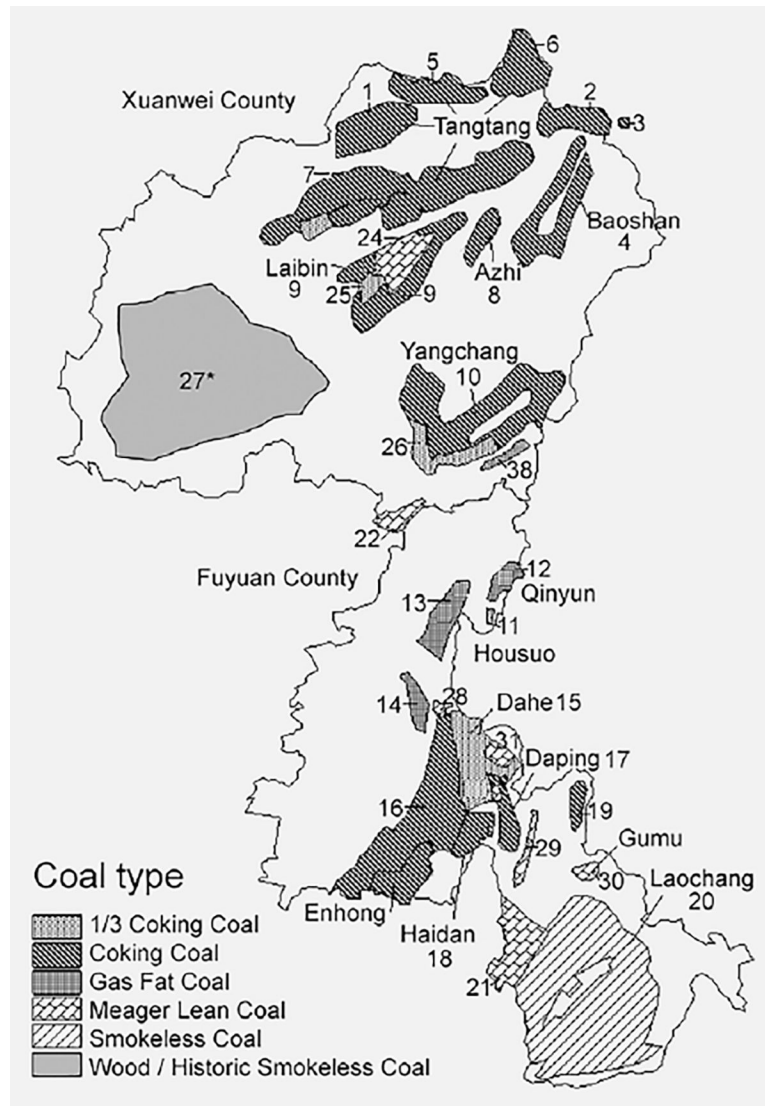 6
5
Xuanwei County
1
2
3
Tangtang
7
Baoshan
4
24
Laibin
9
Azhi
8
25
9
Yangchang
10
27*
26
38
22
Fuyuan County
12
Qinyun
13
11
Housuo
28
14
Dahe 15
31
Daping 17
16
19
29
Gumu
30
Laochang
20
Enhong
Haidan
18
21
Coal type
1/3 Coking Coal
Coking Coal
Gas Fat Coal
Meager Lean Coal
Smokeless Coal
Wood / Historic Smokeless Coal